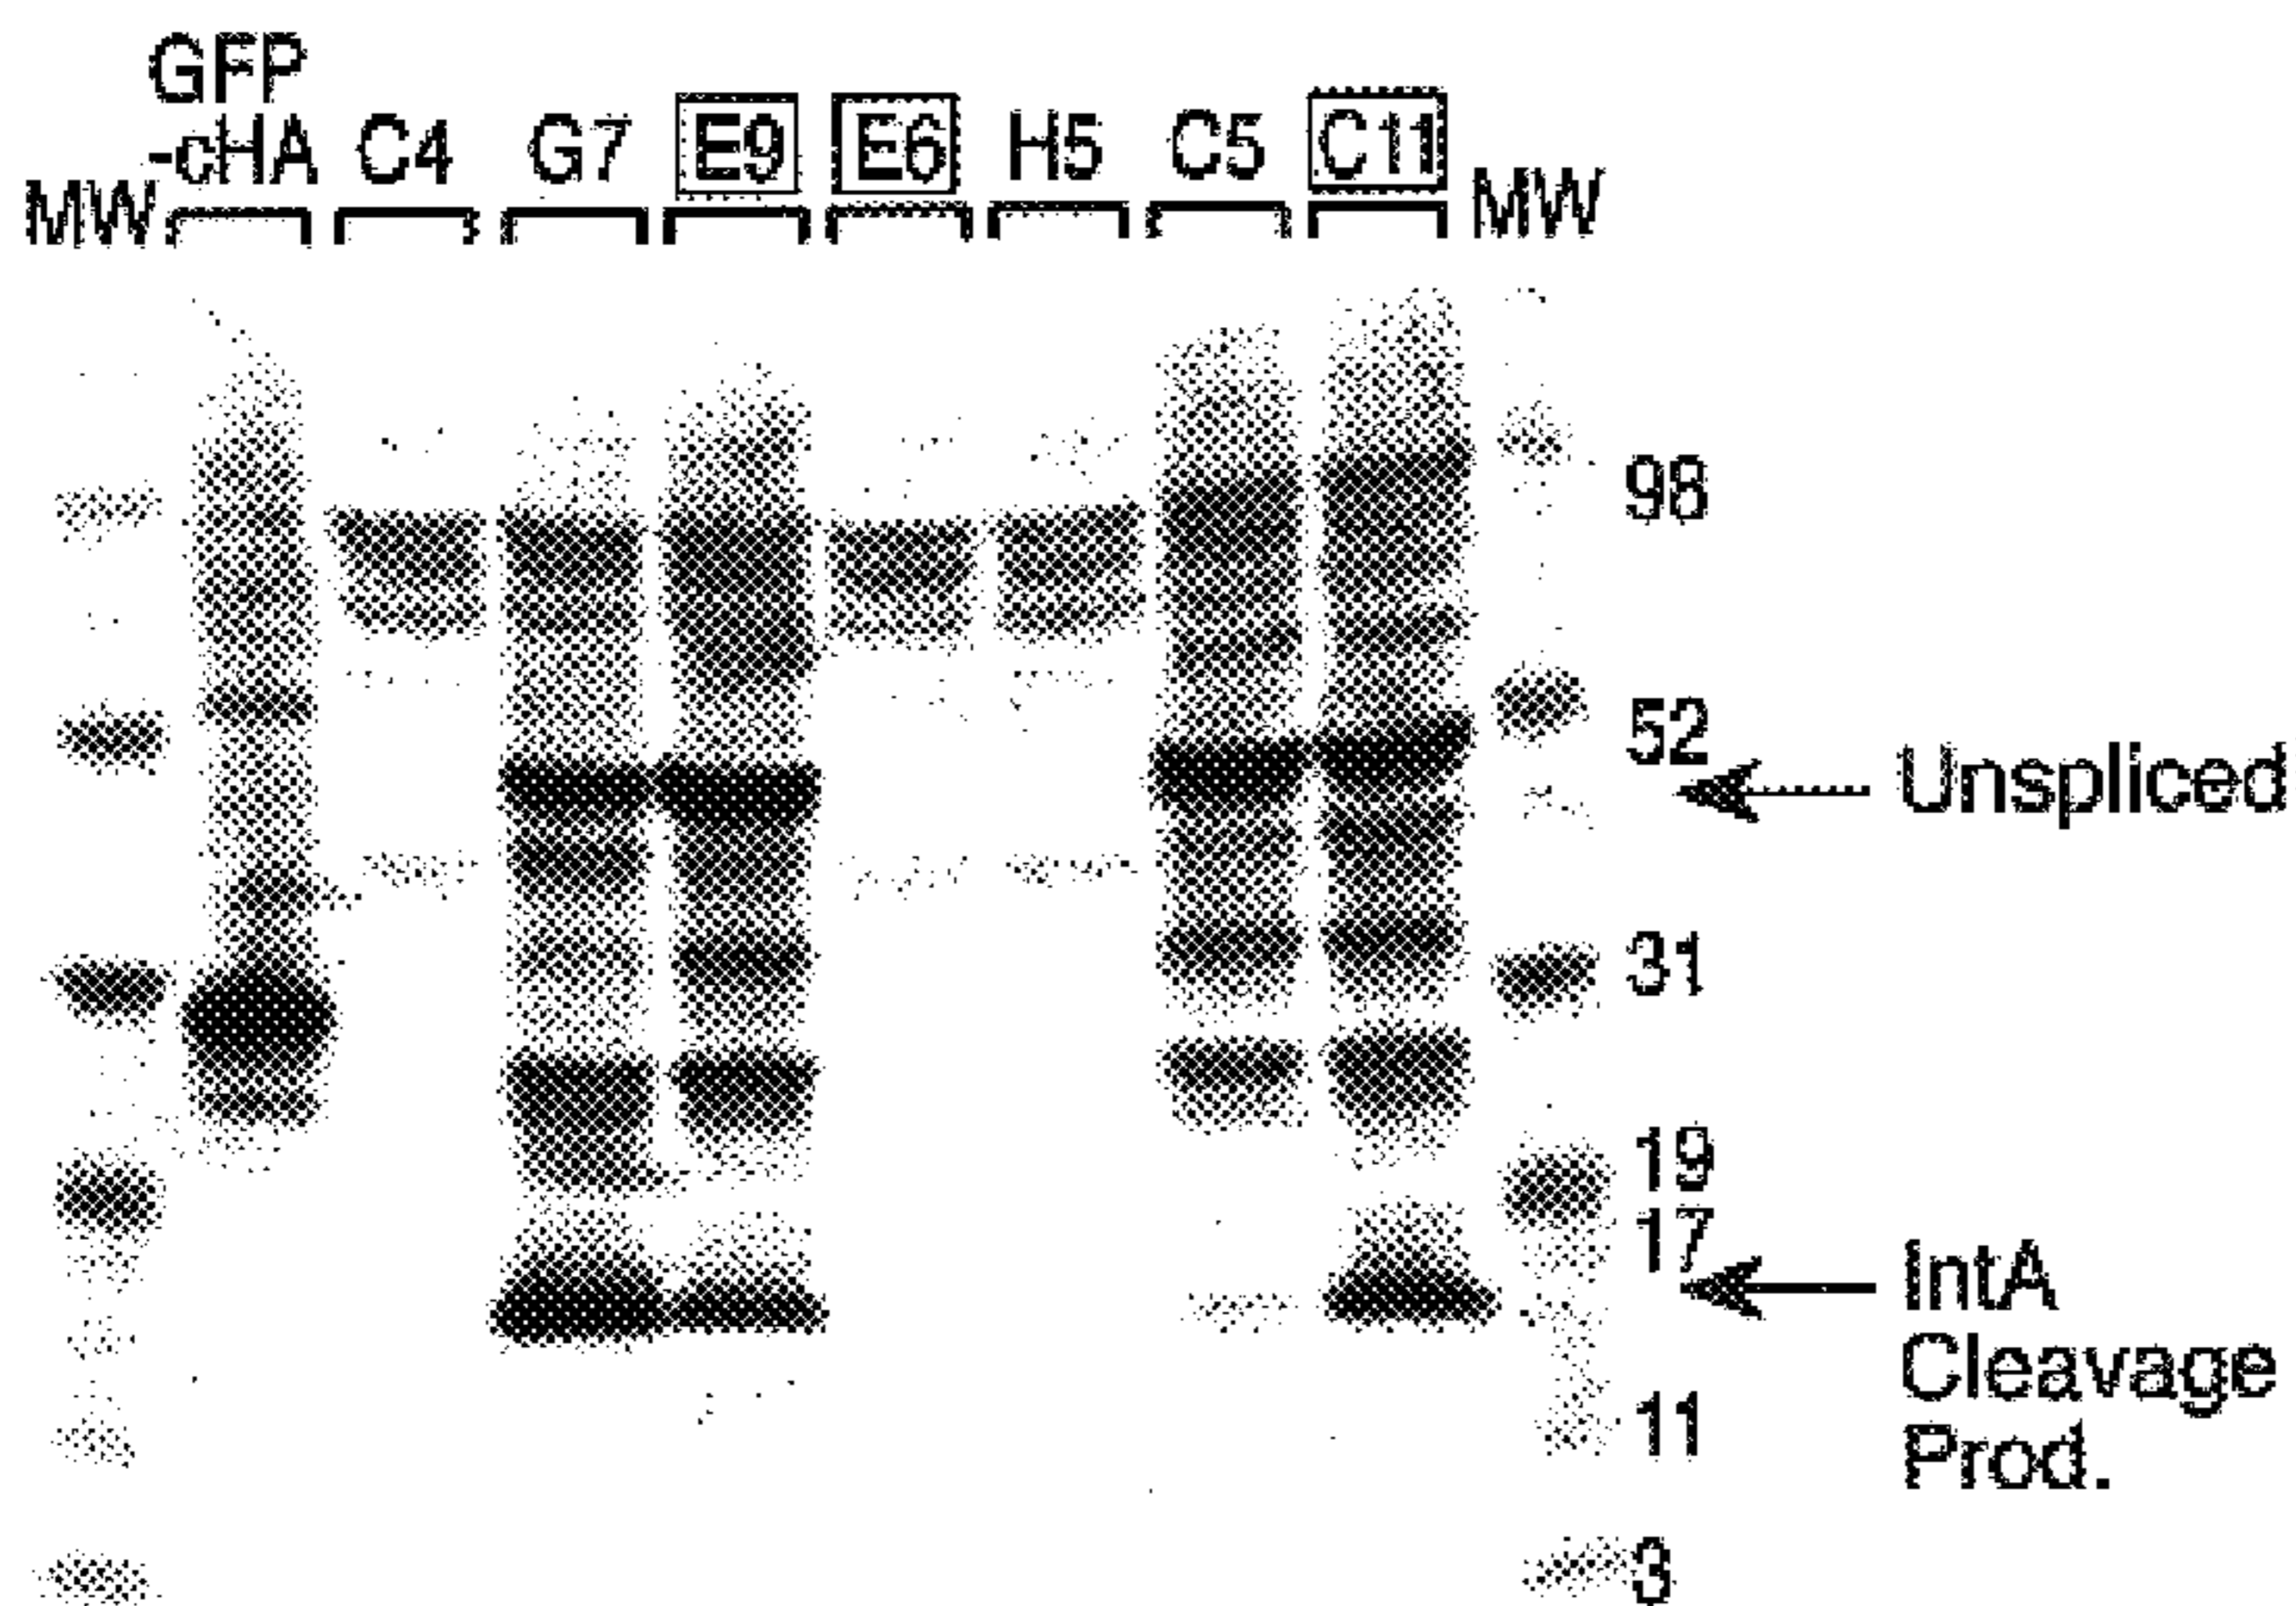 GFP
-cHA
MW C4 G7 E9 E6 H5 C5 C11 MW
98
52
Unspliced
31
19
17
IntA
Cleavage
Prod.
11
3